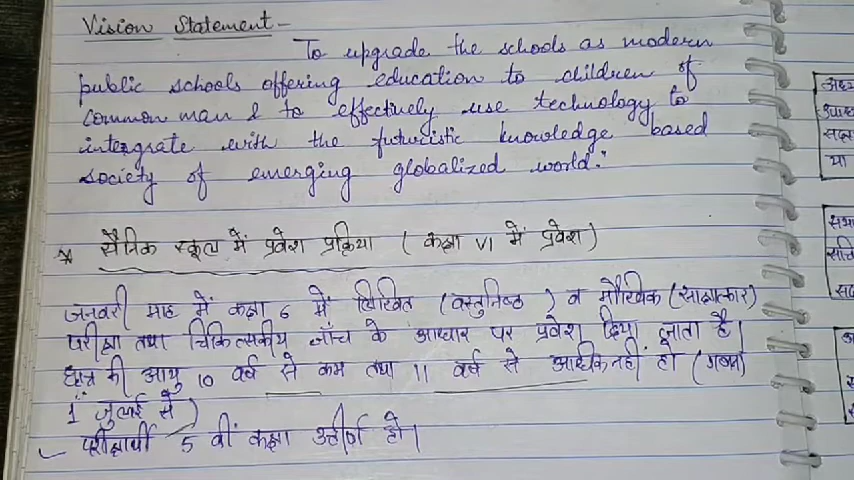 Vision Statement -
To upgrade the schools as modern
public schools offering education to children of
common man & to effectively use technology to
intergrate with the futuristic knowledge based
society of emerging globalized world."
* सैनिक स्कूल में प्रवेश प्रक्रिया ( कक्षा VI में प्रवेश )
जनवरी माह में कक्षा 6 में लिखित ( वस्तुनिष्ठ ) व मौखिक (साक्षात्कार)
परीक्षा तथा चिकित्सकीय जाँच के आधार पर प्रवेश दिया जाता है।
छात्र की आयु 10 वर्ष से कम तथा 11 वर्ष से अधिक नहीं हो (गणना
1 जुलाई से)
परीक्षार्थी 5 वीं कक्षा उत्तीर्ण हो।
या